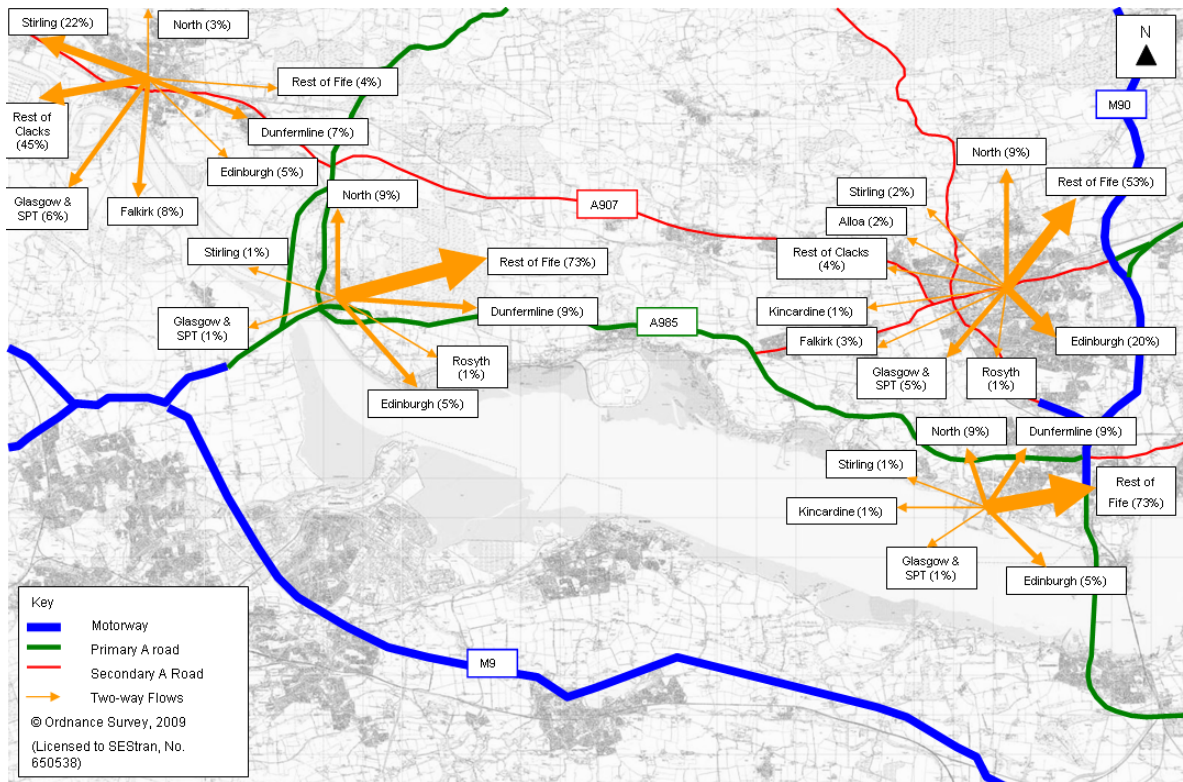 Stirling (22%)
North (3%)
Rest of Fife (4%)
Rest of
Clacks
(45%)
Dunfermline (7%)
Edinburgh (5%)
Glasgow &
SPT (6%)
Falkirk (8%)
N
M90
North (9%)
Rest of Fife (53%)
Stirling (2%)
Alloa (2%)
Rest of Clacks
(4%)
Kincardine (1%)
Falkirk (3%)
Glasgow
& SPT (5%)
Rosyth
(1%)
Edinburgh (20%)
A907
North (9%)
Stirling (1%)
Rest of Fife (73%)
Dunfermline (9%)
Glasgow &
SPT (1%)
Rosyth
(1%)
Edinburgh (5%)
A985
North (9%)
Dunfermline (9%)
Stirling (1%)
Rest of
Fife (73%)
Kincardine (1%)
Glasgow &
SPT (1%)
Edinburgh (5%)
M9
Key
Motorway
Primary A road
Secondary A Road
Two-way Flows
© Ordnance Survey, 2009
(Licensed to SEStran, No.
650538)